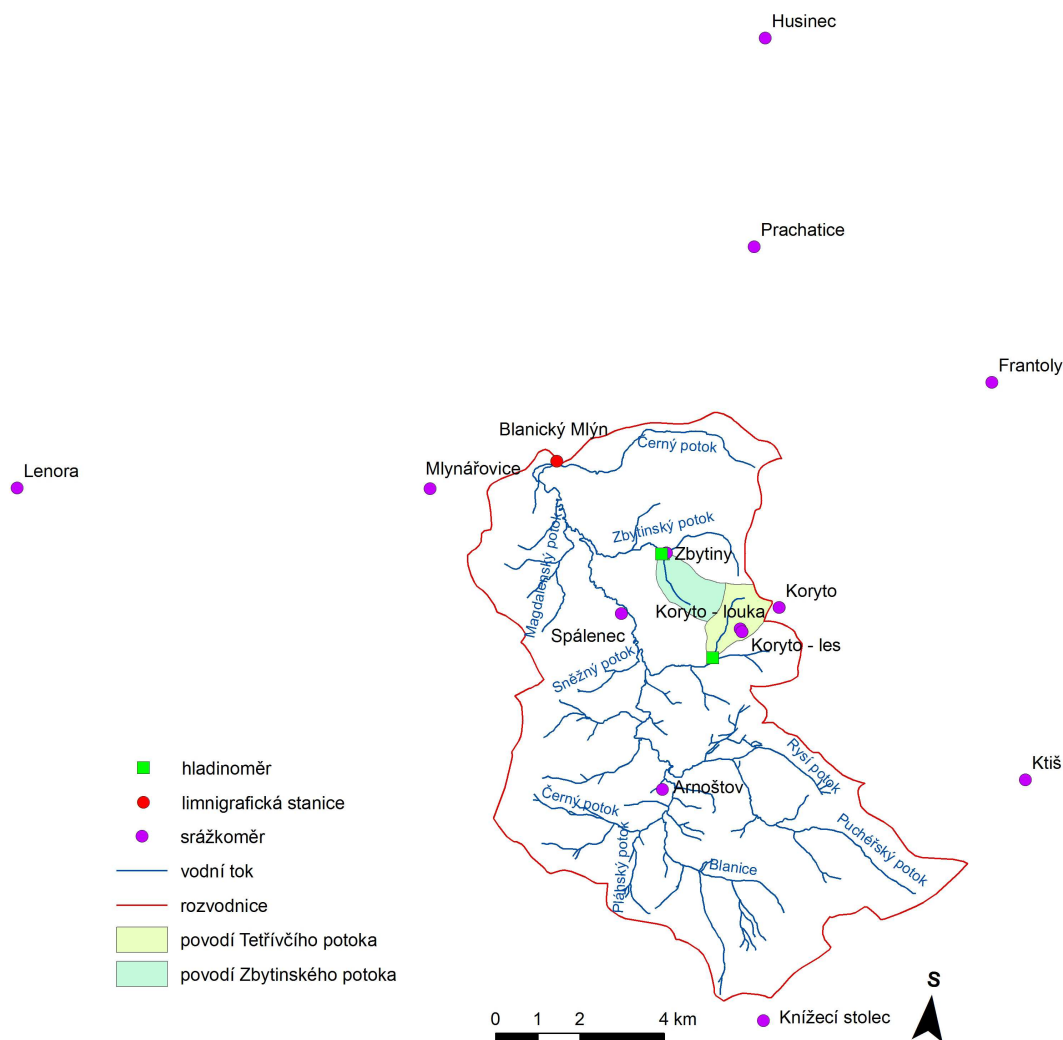 Husinec
Prachatice
Frantoly
Blanický Mlýn
Černý potok
Lenora
Mlynářovice
Magdalenský potok
Zbytinský potok
Zbytiny
Koryto
Koryto - louka
Spálenec
Koryto - les
Sněžný potok
Rysí potok
Ktiš
Arnoštov
Černý potok
Puchéřský potok
Pláňský potok
Blanice
hladinoměr
limnigrafická stanice
srážkoměr
vodní tok
rozvodnice
povodí Tetřívčího potoka
povodí Zbytinského potoka
0 1 2 4 km
Knížecí stolec
S